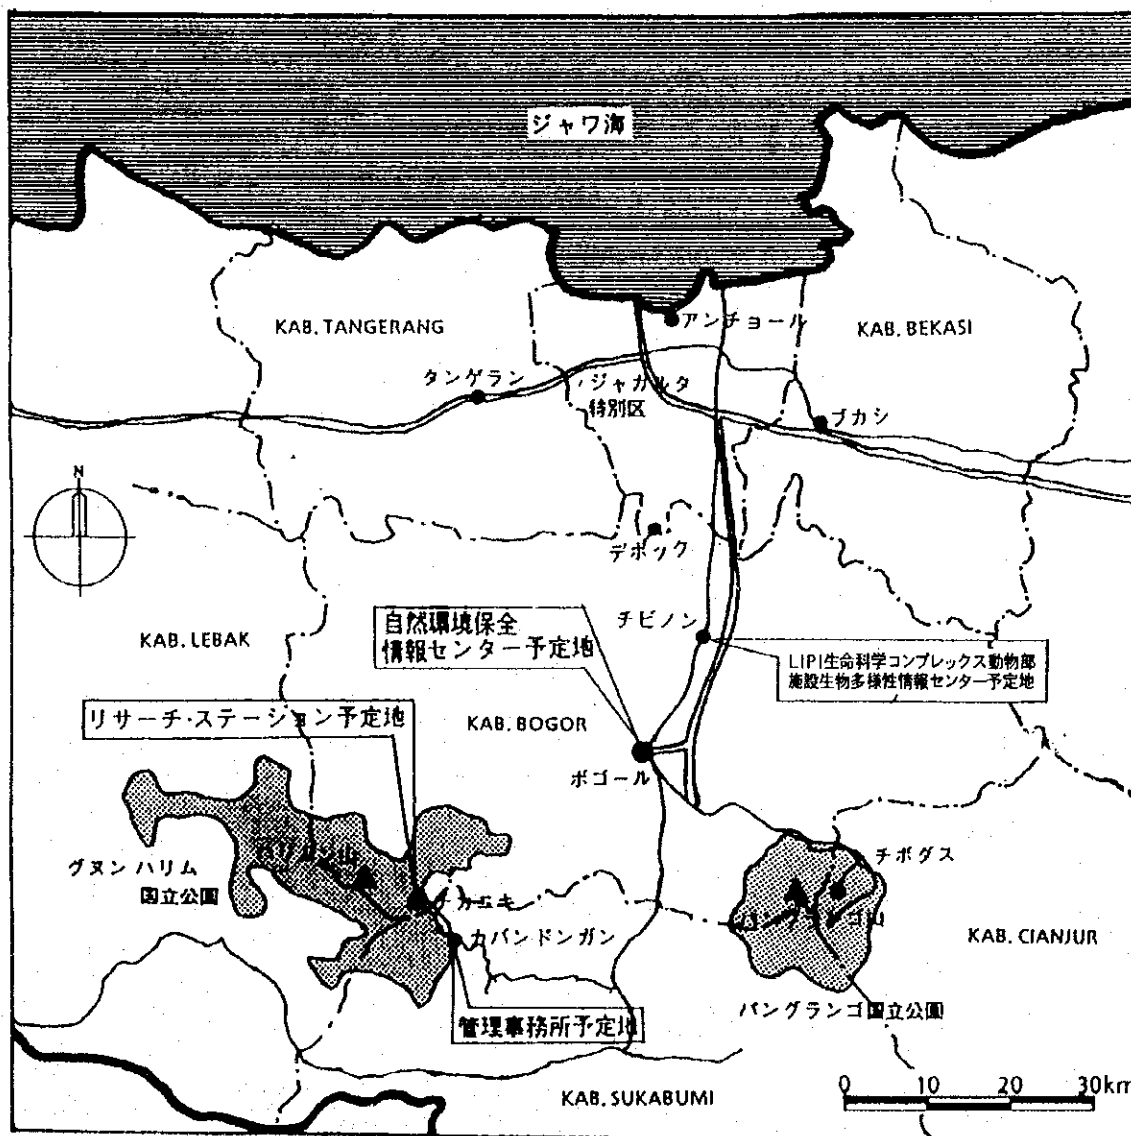 ジャワ海
KAB. TANGERANG
アンチョール
KAB. BEKASI
タンゲラン
ジャカルタ
特別区
ブカシ
N
デポック
チビノン
自然環境保全
情報センター予定地
KAB. LEBAK
LIPI生命科学コンプレックス動物部
施設生物多様性情報センター予定地
リサーチ・ステーション予定地
KAB. BOGOR
ボゴール
チボダス
グヌン ハリム
国立公園
カバンドンガン
KAB. CIANJUR
パングランゴ国立公園
管理事務所予定地
0 10 20 30km
KAB. SUKABUMI